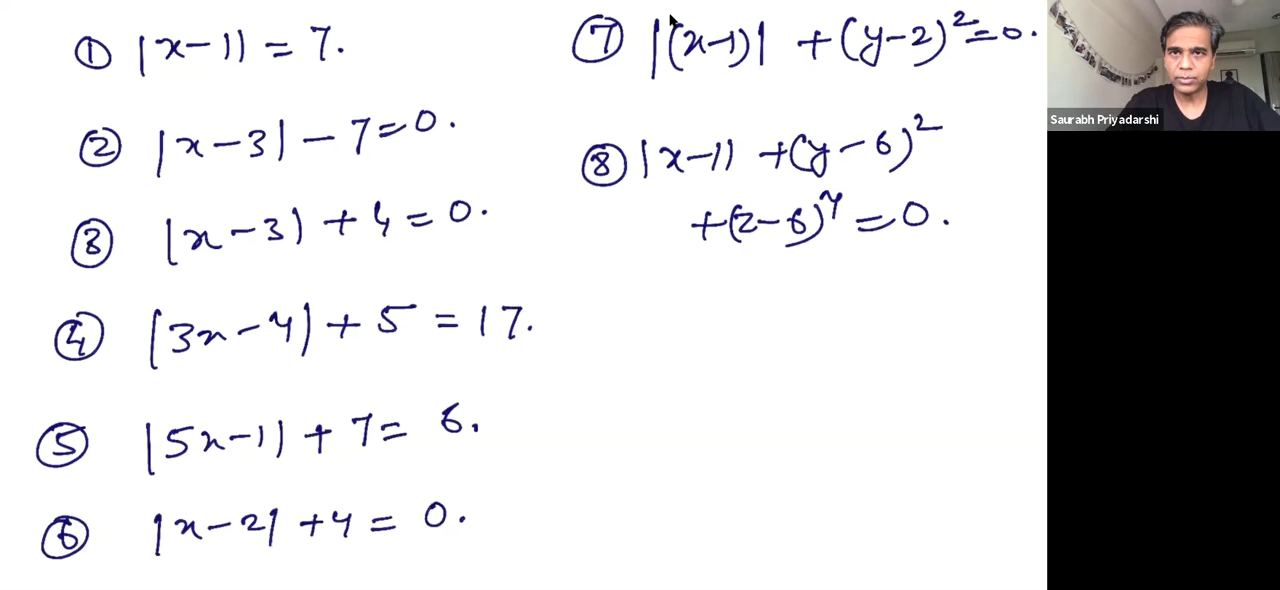 ① |x-1| = 7.
② |x-3| - 7 = 0.
③ |x-3| + 4 = 0.
④ |3x-4| + 5 = 17.
⑤ |5x-1| + 7 = 6.
⑥ |x-2| + 4 = 0.
⑦ |(x-1)| + (y-2)² = 0.
⑧ |x-1| + (y-6)²
+ (z-6)⁴ = 0.
Saurabh Priyadarshi